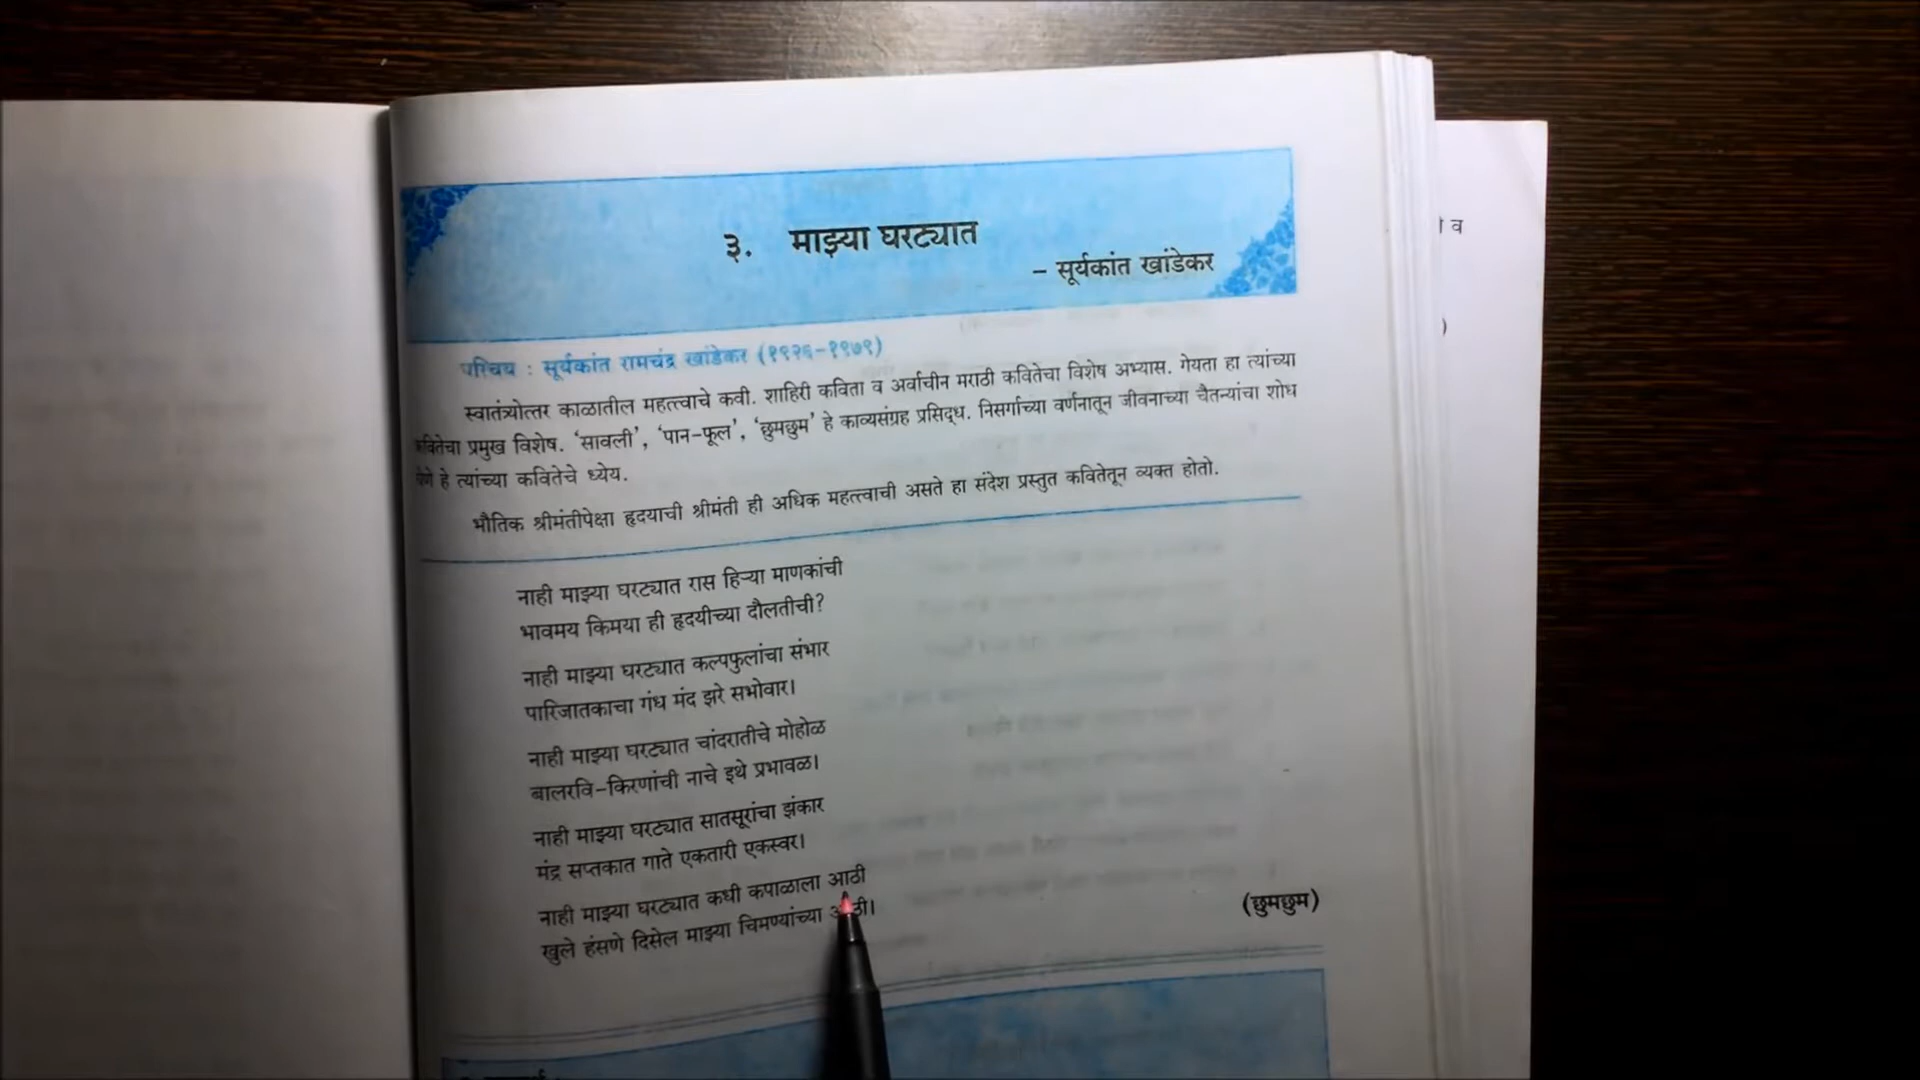 ३. माझ्या घरट्यात
– सूर्यकांत खांडेकर
परिचय : सूर्यकांत रामचंद्र खांडेकर (१९२६-१९७९)
स्वातंत्र्योत्तर काळातील महत्त्वाचे कवी. शाहिरी कविता व अर्वाचीन मराठी कवितेचा विशेष अभ्यास. गेयता हा त्यांच्या
कवितेचा प्रमुख विशेष. 'सावली', 'पान-फूल', 'छुमछुम' हे काव्यसंग्रह प्रसिद्ध. निसर्गाच्या वर्णनातून जीवनाच्या चैतन्यांचा शोध
घेणे हे त्यांच्या कवितेचे ध्येय.
भौतिक श्रीमंतीपेक्षा हृदयाची श्रीमंती ही अधिक महत्त्वाची असते हा संदेश प्रस्तुत कवितेतून व्यक्त होतो.
नाही माझ्या घरट्यात रास हिऱ्या माणकांची
भावमय किमया ही हृदयीच्या दौलतीची?
नाही माझ्या घरट्यात कल्पफुलांचा संभार
पारिजातकाचा गंध मंद झरे सभोवार।
नाही माझ्या घरट्यात चांदरातीचे मोहोळ
बालरवि-किरणांची नाचे इथे प्रभावळ।
नाही माझ्या घरट्यात सातसूरांचा झंकार
मंद्र सप्तकात गाते एकतारी एकस्वर।
नाही माझ्या घरट्यात कधी कपाळाला आठी
खुले हंसणे दिसेल माझ्या चिमण्यांच्या
(छुमछुम)
व